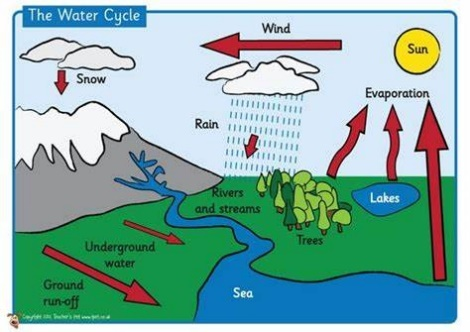 The Water Cycle
Wind
Sun
Snow
Evaporation
Rain
Rivers
and streams
Lakes
Trees
Underground
water
Ground
run-off
Sea